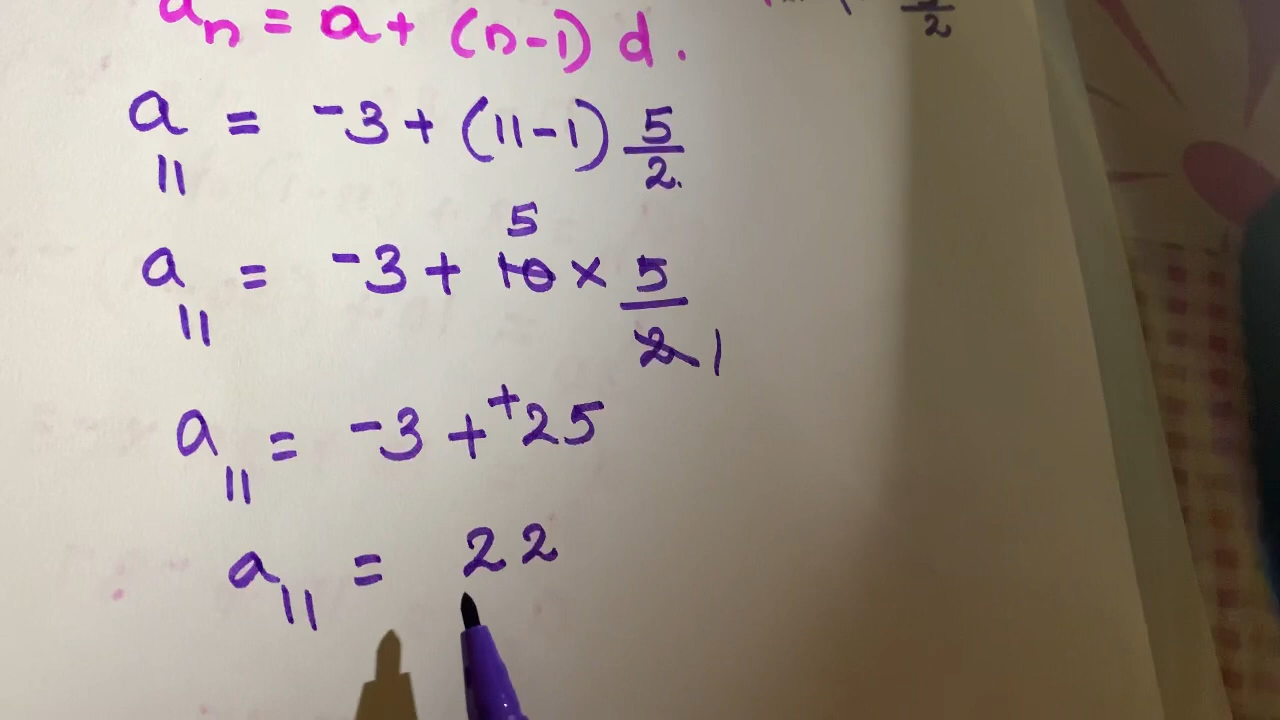 aₙ = a + (n-1) d.
a₁₁ = -3 + (11-1) 5/2.
a₁₁ = -3 + 10 5 × 5/2 1
a₁₁ = -3 + +25
a₁₁ = 22